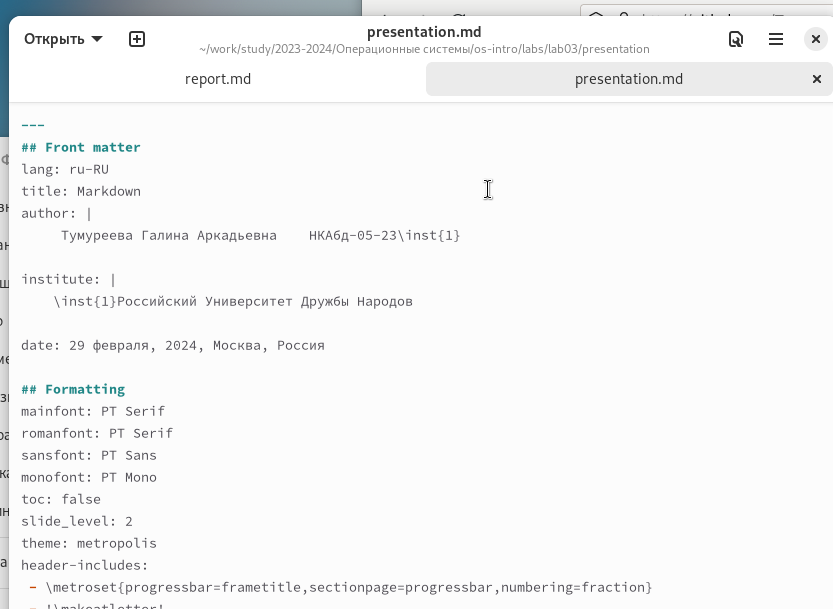 Открыть
presentation.md
~/work/study/2023-2024/Операционные системы/os-intro/labs/lab03/presentation
report.md
presentation.md
---
## Front matter
lang: ru-RU
title: Markdown
author: |
     Тумуреева Галина Аркадьевна    НКАбд-05-23\inst{1}
institute: |
    \inst{1}Российский Университет Дружбы Народов
date: 29 февраля, 2024, Москва, Россия
## Formatting
mainfont: PT Serif
romanfont: PT Serif
sansfont: PT Sans
monofont: PT Mono
toc: false
slide_level: 2
theme: metropolis
header-includes:
 - \metroset{progressbar=frametitle,sectionpage=progressbar,numbering=fraction}
 - '\makeatletter'